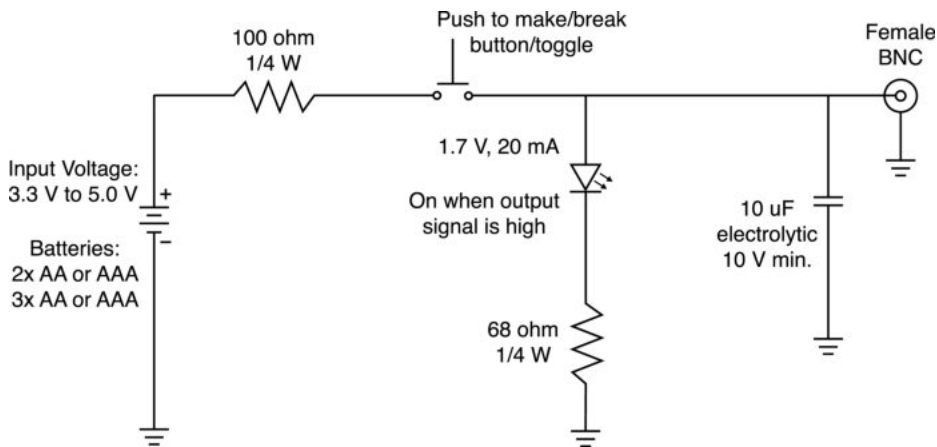 Push to make/break
button/toggle
Female
BNC
100 ohm
1/4 W
1.7 V, 20 mA
Input Voltage:
3.3 V to 5.0 V
+
On when output
signal is high
10 uF
electrolytic
10 V min.
–
Batteries:
2x AA or AAA
3x AA or AAA
68 ohm
1/4 W